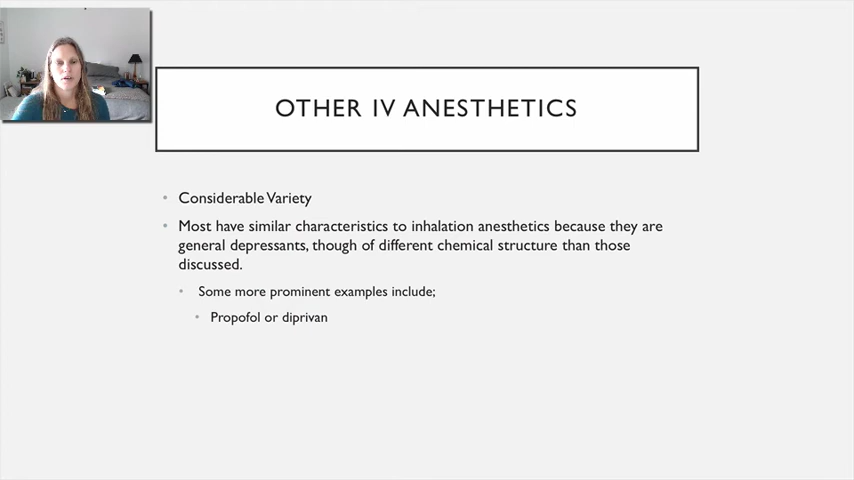 OTHER IV ANESTHETICS
Considerable Variety
Most have similar characteristics to inhalation anesthetics because they are
general depressants, though of different chemical structure than those
discussed.
Some more prominent examples include;
Propofol or diprivan